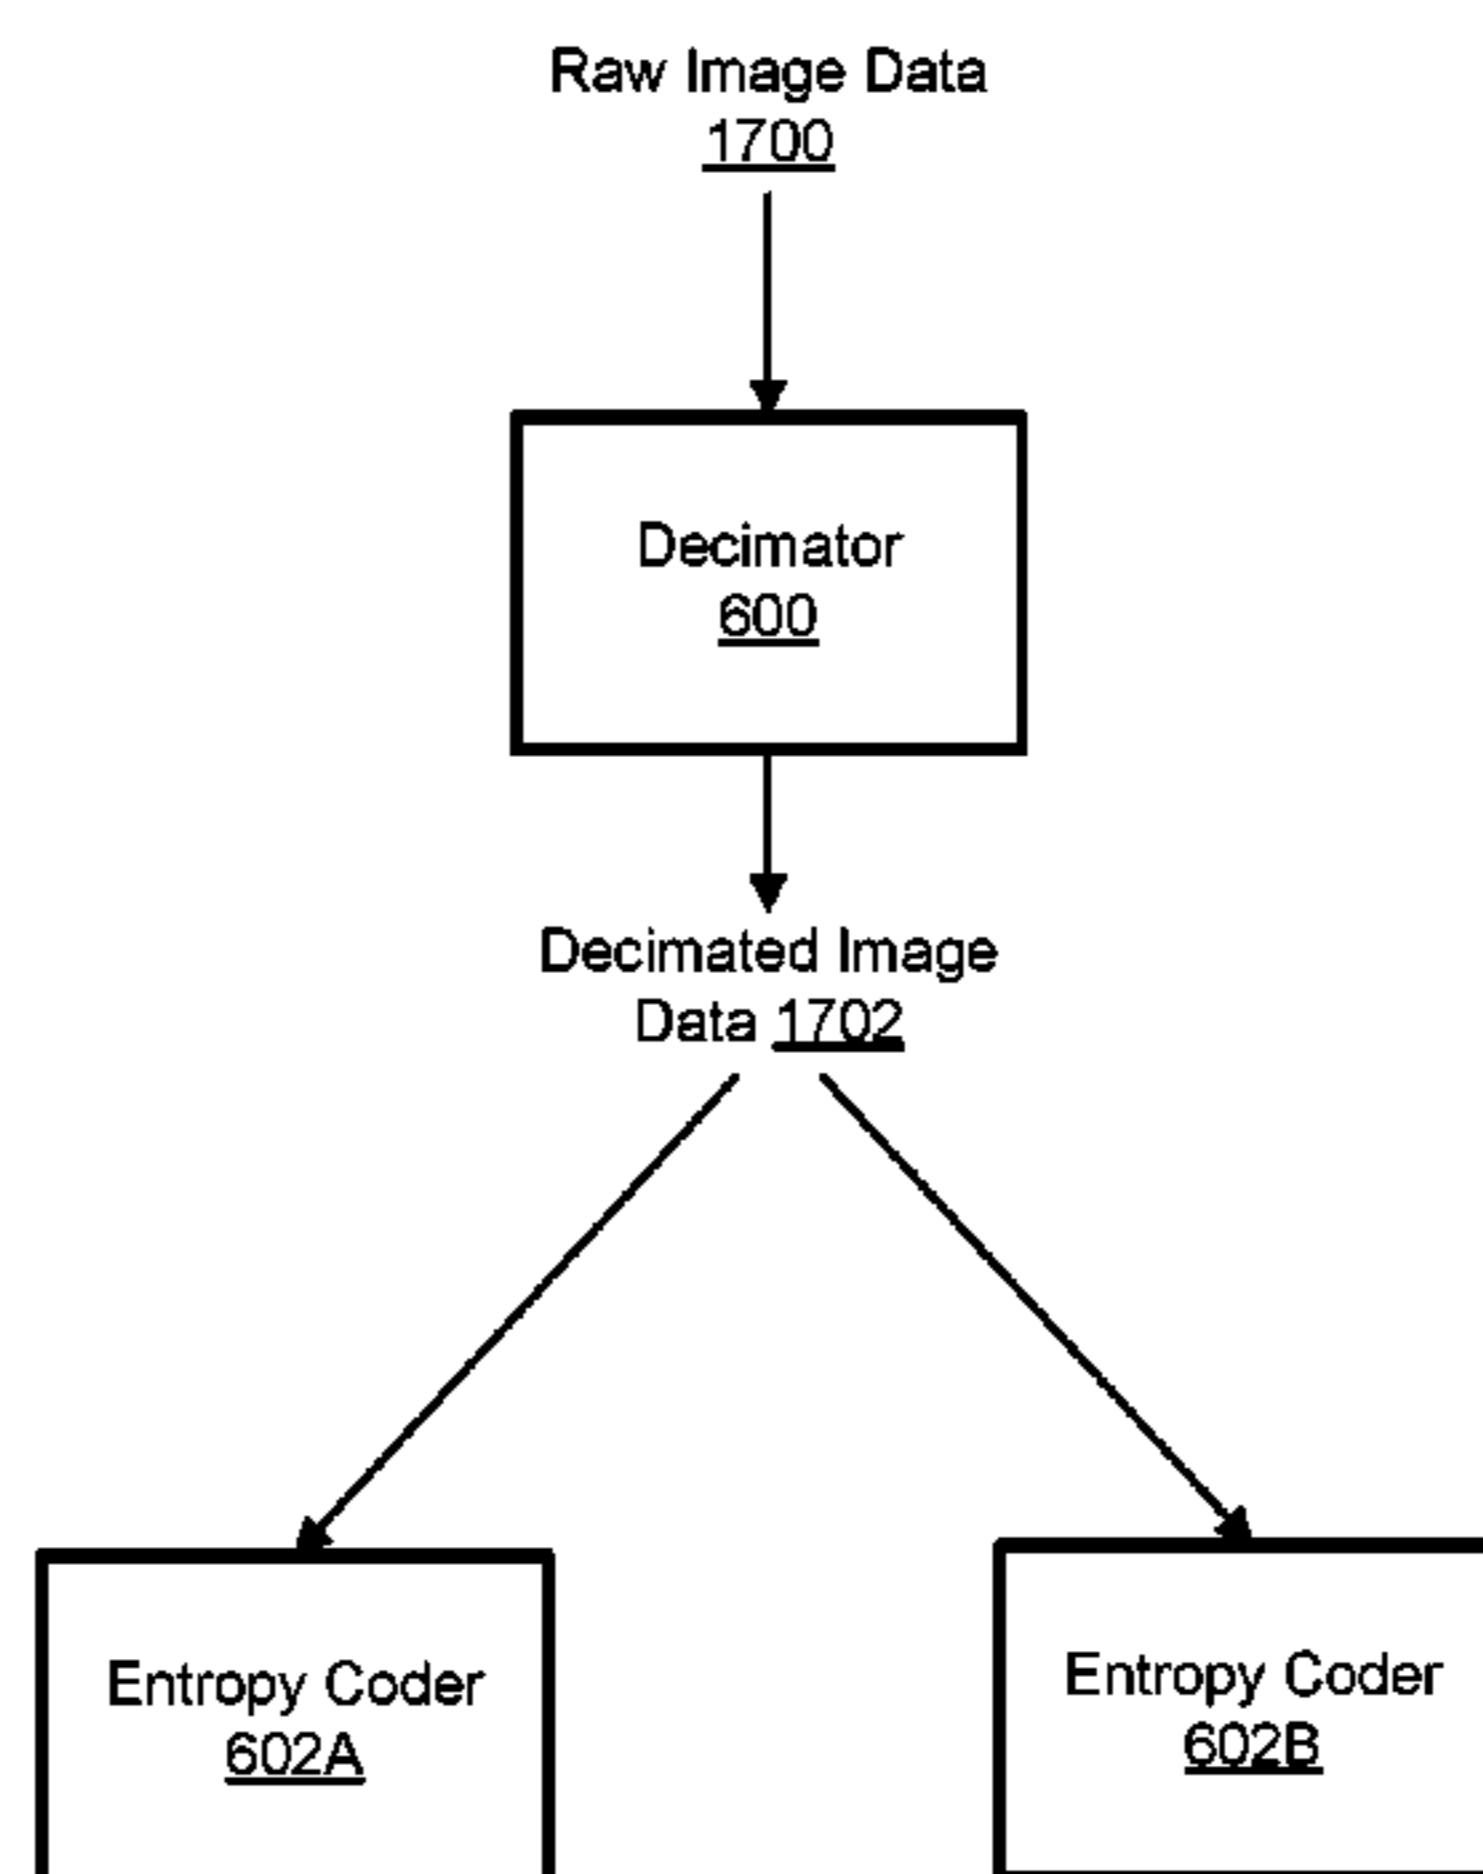 Raw Image Data
1700
Decimator
600
Decimated Image
Data 1702
Entropy Coder
602A
Entropy Coder
602B